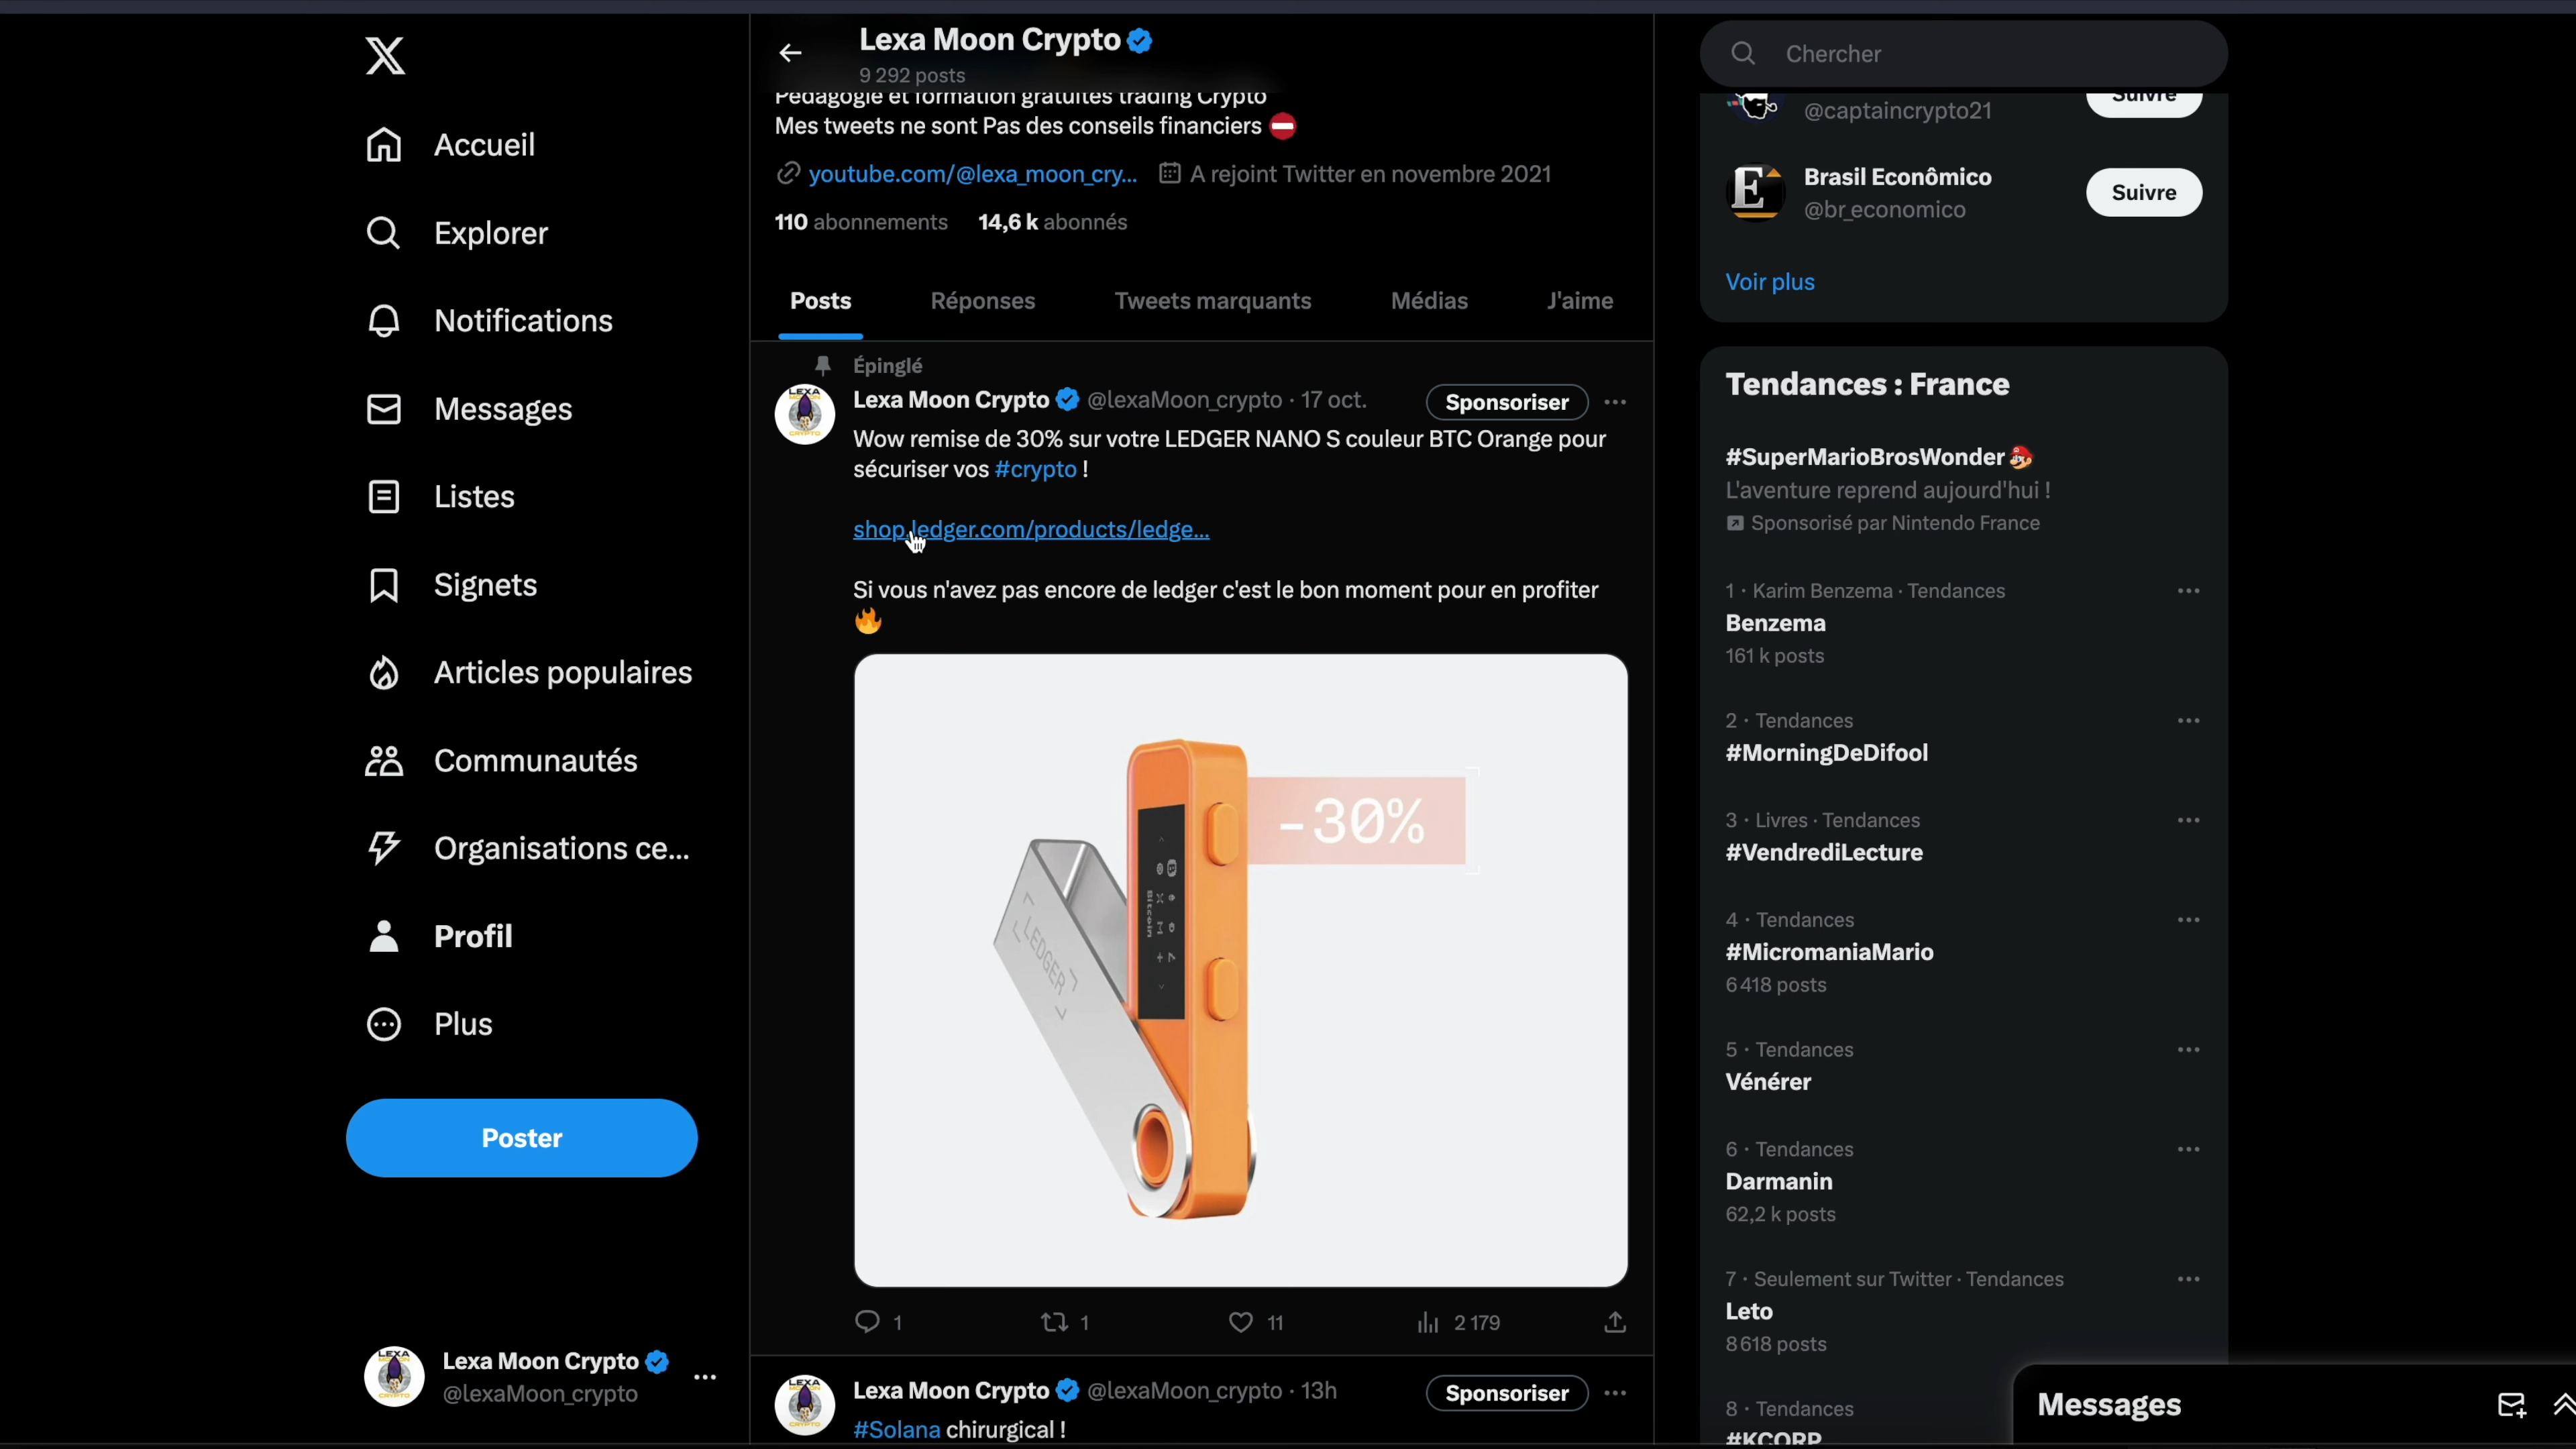 Accueil
Explorer
Notifications
Messages
Listes
Signets
Articles populaires
Communautés
Organisations ce...
Profil
Plus
Poster
Lexa Moon Crypto
@lexaMoon_crypto
Lexa Moon Crypto
9 292 posts
Pédagogie et formation gratuites trading Crypto
Mes tweets ne sont Pas des conseils financiers ⛔
youtube.com/@lexa_moon_cry... A rejoint Twitter en novembre 2021
110 abonnements 14,6 k abonnés
Posts Réponses Tweets marquants Médias J'aime
Épinglé
Lexa Moon Crypto @lexaMoon_crypto · 17 oct. Sponsoriser
Wow remise de 30% sur votre LEDGER NANO S couleur BTC Orange pour
sécuriser vos #crypto !
shop.ledger.com/products/ledge...
Si vous n'avez pas encore de ledger c'est le bon moment pour en profiter
🔥
-30%
LEDGER
Bitcoin
1 1 11 2 179
Lexa Moon Crypto @lexaMoon_crypto · 13h Sponsoriser
#Solana chirurgical !
Chercher
@captaincrypto21 Suivre
Brasil Econômico
@br_economico
Suivre
Voir plus
Tendances : France
#SuperMarioBrosWonder
L'aventure reprend aujourd'hui !
Sponsorisé par Nintendo France
1 · Karim Benzema · Tendances
Benzema
161 k posts
2 · Tendances
#MorningDeDifool
3 · Livres · Tendances
#VendrediLecture
4 · Tendances
#MicromaniaMario
6 418 posts
5 · Tendances
Vénérer
6 · Tendances
Darmanin
62,2 k posts
7 · Seulement sur Twitter · Tendances
Leto
8 618 posts
8 · Tendances
#KCORP
Messages